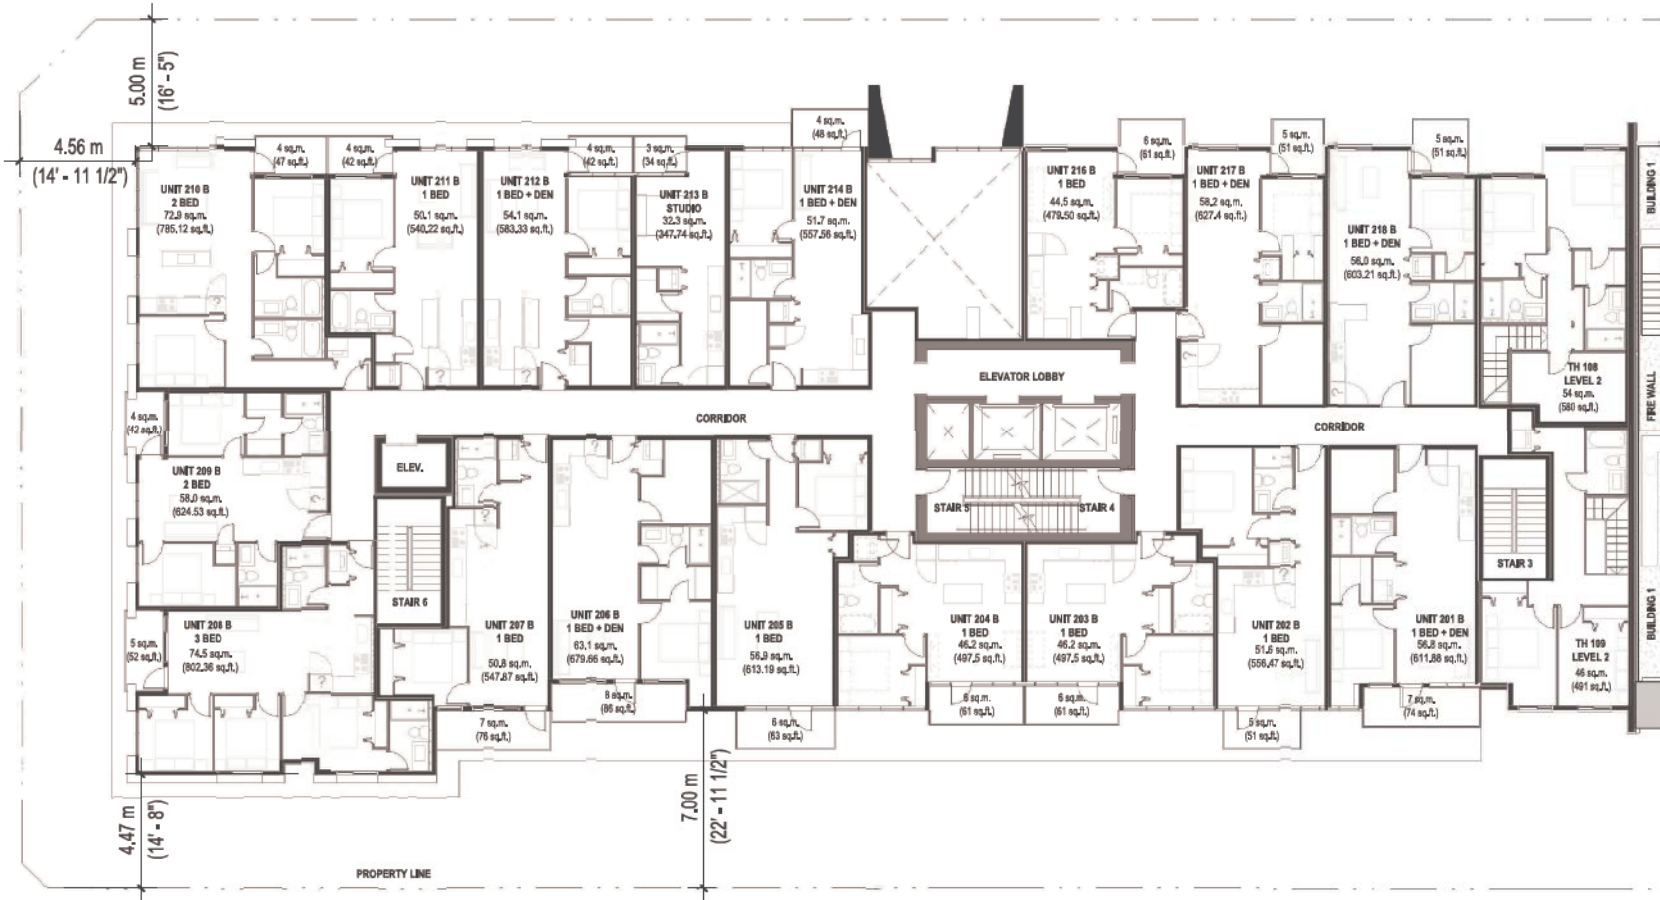 5.00 m
(16' - 5")
4.56 m
(14' - 11 1/2")
4 sq.m.
(47 sq.ft.)
4 sq.m.
(42 sq.ft.)
4 sq.m.
(42 sq.ft.)
3 sq.m.
(34 sq.ft.)
4 sq.m.
(48 sq.ft.)
6 sq.m.
(61 sq.ft.)
5 sq.m.
(51 sq.ft.)
5 sq.m.
(51 sq.ft.)
UNIT 210 B
2 BED
72.9 sq.m.
(785.12 sq.ft.)
UNIT 211 B
1 BED
50.1 sq.m.
(540.22 sq.ft.)
UNIT 212 B
1 BED + DEN
54.1 sq.m.
(583.33 sq.ft.)
UNIT 213 B
STUDIO
32.3 sq.m.
(347.74 sq.ft.)
UNIT 214 B
1 BED + DEN
51.7 sq.m.
(557.56 sq.ft.)
UNIT 216 B
1 BED
44.5 sq.m.
(479.50 sq.ft.)
UNIT 217 B
1 BED + DEN
58.2 sq.m.
(627.4 sq.ft.)
UNIT 218 B
1 BED + DEN
56.0 sq.m.
(603.21 sq.ft.)
BUILDING 1
TH 108
LEVEL 2
54 sq.m.
(580 sq.ft.)
FIRE WALL
ELEVATOR LOBBY
CORRIDOR
CORRIDOR
4 sq.m.
(42 sq.ft.)
UNIT 209 B
2 BED
58.0 sq.m.
(624.53 sq.ft.)
ELEV.
STAIR 5
STAIR 4
STAIR 3
STAIR 6
5 sq.m.
(52 sq.ft.)
UNIT 208 B
3 BED
74.5 sq.m.
(802.36 sq.ft.)
UNIT 207 B
1 BED
50.8 sq.m.
(547.87 sq.ft.)
UNIT 206 B
1 BED + DEN
63.1 sq.m.
(679.66 sq.ft.)
UNIT 205 B
1 BED
56.9 sq.m.
(613.19 sq.ft.)
UNIT 204 B
1 BED
46.2 sq.m.
(497.5 sq.ft.)
UNIT 203 B
1 BED
46.2 sq.m.
(497.5 sq.ft.)
UNIT 202 B
1 BED
51.6 sq.m.
(556.47 sq.ft.)
UNIT 201 B
1 BED + DEN
56.8 sq.m.
(611.88 sq.ft.)
TH 109
LEVEL 2
46 sq.m.
(491 sq.ft.)
BUILDING 1
7 sq.m.
(76 sq.ft.)
8 sq.m.
(86 sq.ft.)
6 sq.m.
(63 sq.ft.)
6 sq.m.
(61 sq.ft.)
6 sq.m.
(61 sq.ft.)
5 sq.m.
(51 sq.ft.)
7 sq.m.
(74 sq.ft.)
4.47 m
(14' - 8")
7.00 m
(22' - 11 1/2")
PROPERTY LINE